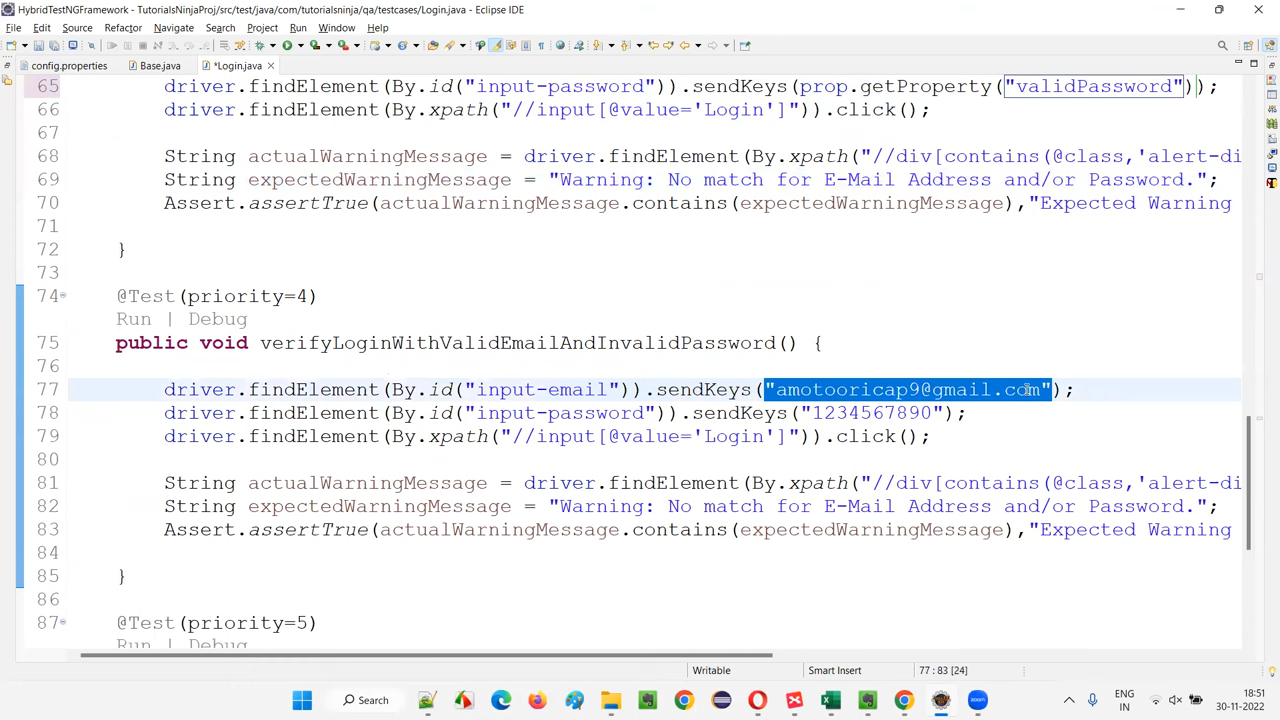 HybridTestNGFramework - TutorialsNinjaProj/src/test/java/com/tutorialsninja/qa/testcases/Login.java - Eclipse IDE
File Edit Source Refactor Navigate Search Project Run Window Help
config.properties Base.java *Login.java
65 driver.findElement(By.id("input-password")).sendKeys(prop.getProperty("validPassword"));
66 driver.findElement(By.xpath("//input[@value='Login']")).click();
67
68 String actualWarningMessage = driver.findElement(By.xpath("//div[contains(@class,'alert-di
69 String expectedWarningMessage = "Warning: No match for E-Mail Address and/or Password.";
70 Assert.assertTrue(actualWarningMessage.contains(expectedWarningMessage),"Expected Warning
71
72 }
73
74 @Test(priority=4)
Run | Debug
75 public void verifyLoginWithValidEmailAndInvalidPassword() {
76
77 driver.findElement(By.id("input-email")).sendKeys("amotooricap9@gmail.com");
78 driver.findElement(By.id("input-password")).sendKeys("1234567890");
79 driver.findElement(By.xpath("//input[@value='Login']")).click();
80
81 String actualWarningMessage = driver.findElement(By.xpath("//div[contains(@class,'alert-di
82 String expectedWarningMessage = "Warning: No match for E-Mail Address and/or Password.";
83 Assert.assertTrue(actualWarningMessage.contains(expectedWarningMessage),"Expected Warning
84
85 }
86
87 @Test(priority=5)
Run | Debug
Writable Smart Insert 77 : 83 [24]
Search ENG IN 18:51 30-11-2022